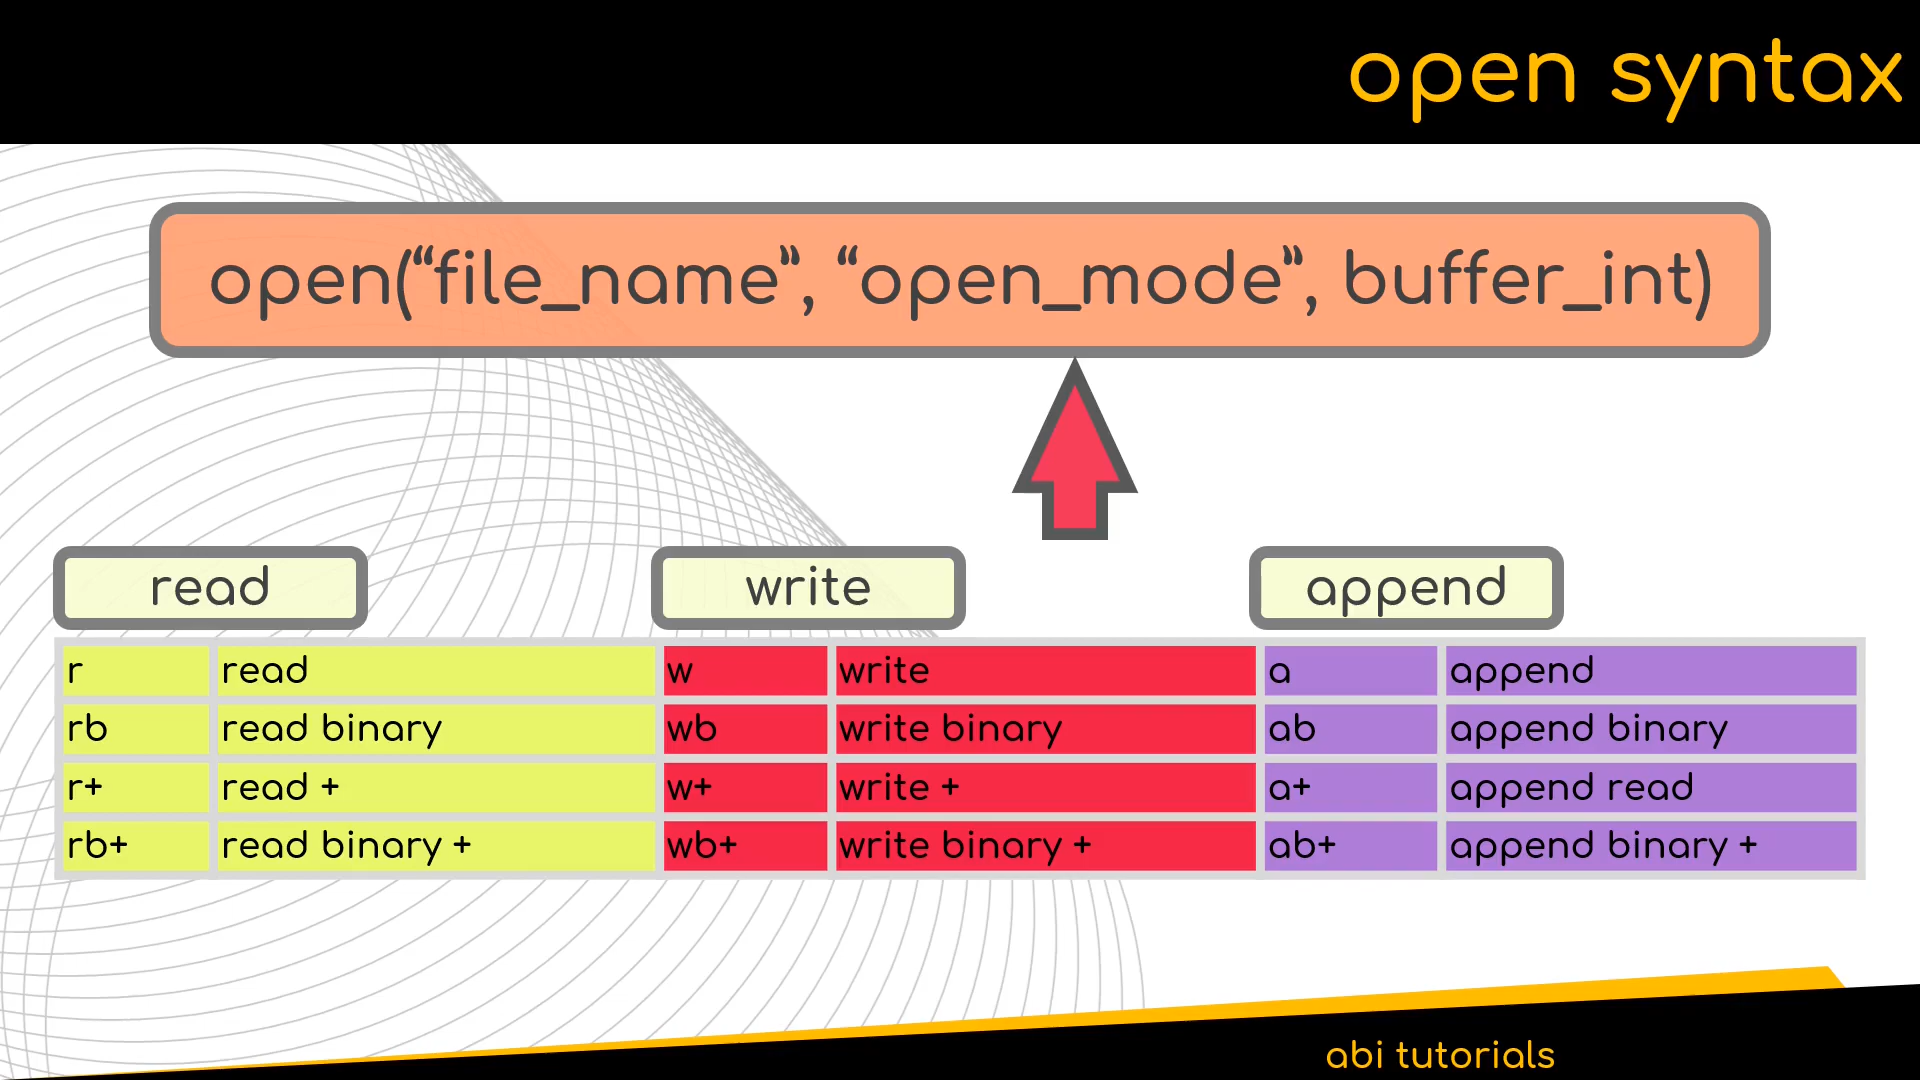 open syntax
open(“file_name”, “open_mode”, buffer_int)
read write append
r read w write a append
rb read binary wb write binary ab append binary
r+ read + w+ write + a+ append read
rb+ read binary + wb+ write binary + ab+ append binary +
abi tutorials